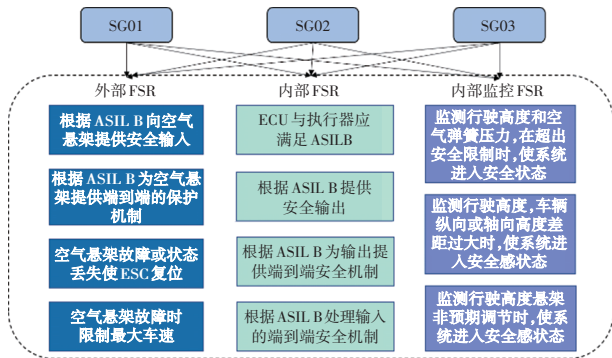 SG01
SG02
SG03
外部FSR
内部FSR
内部监控FSR
根据ASIL B向空气
悬架提供安全输入
根据ASIL B为空气悬
架提供端到端的保护
机制
空气悬架故障或状态
丢失使ESC复位
空气悬架故障时
限制最大车速
ECU与执行器应
满足ASILB
根据ASIL B提供
安全输出
根据ASIL B为输出提
供端到端安全机制
根据ASIL B处理输入
的端到端安全机制
监测行驶高度和空
气弹簧压力,在超出
安全限制时,使系统
进入安全状态
监测行驶高度,车辆
纵向或轴向高度差
距过大时,使系统进
入安全感状态
监测行驶高度悬架
非预期调节时,使系
统进入安全感状态